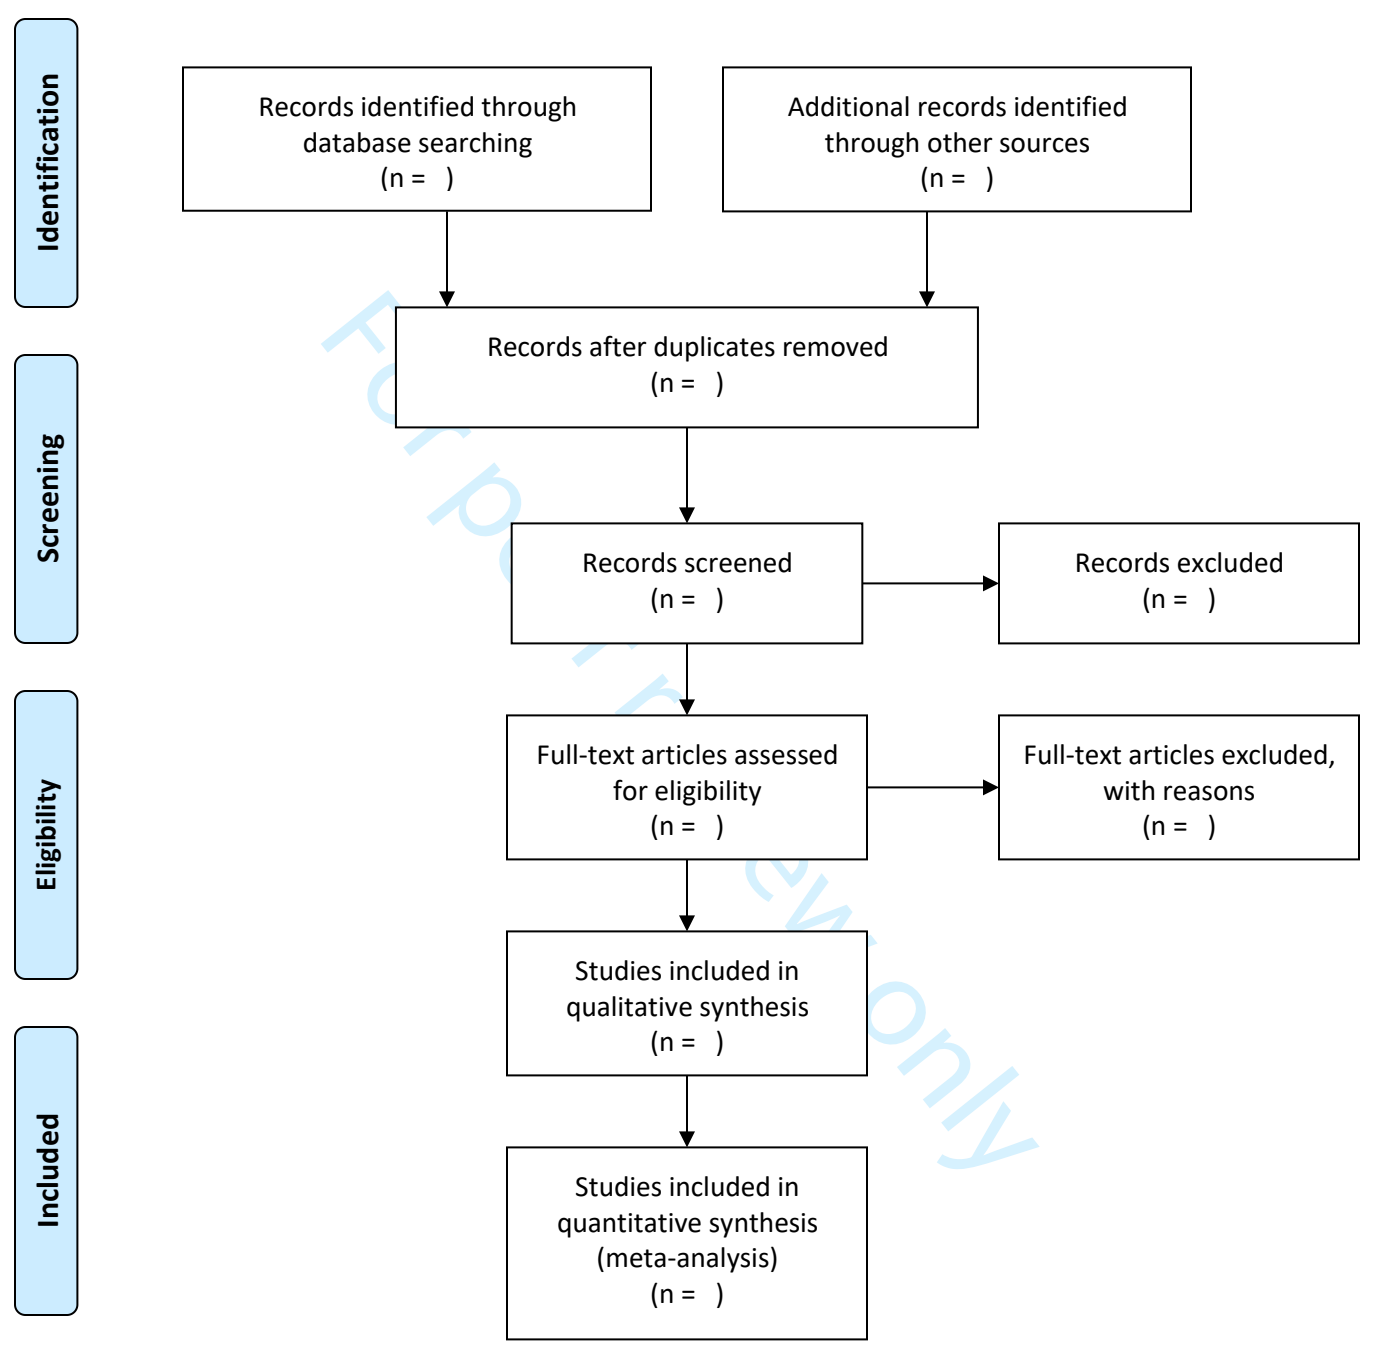 Identification
Records identified through
database searching
(n =   )
Additional records identified
through other sources
(n =   )
Records after duplicates removed
(n =   )
Screening
Records screened
(n =   )
Records excluded
(n =   )
Eligibility
Full-text articles assessed
for eligibility
(n =   )
Full-text articles excluded,
with reasons
(n =   )
Studies included in
qualitative synthesis
(n =   )
Included
Studies included in
quantitative synthesis
(meta-analysis)
(n =   )
For peer review only